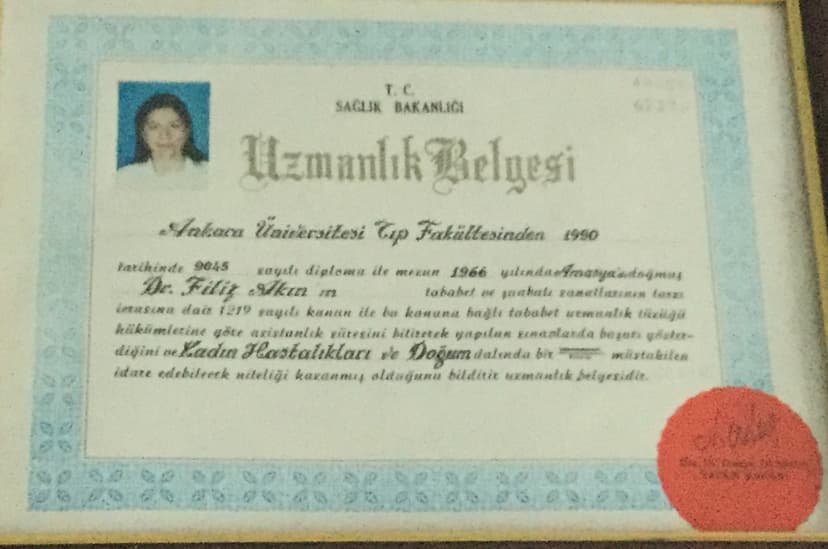 T. C.
SAĞLIK BAKANLIĞI
Uzmanlık Belgesi
Ankara Üniversitesi Tıp Fakültesinden 1990
tarihinde 9045 sayılı diploma ile mezun 1966 yılında Amasya'da doğmuş
Dr. Filiz Akın ın tababet ve şuabatı sanatlarının tarzı
icrasına dair 1219 sayılı kanun ile bu kanuna bağlı tababet uzmanlık tüzüğü
hükümlerine göre asistanlık süresini bitirerek yapılan sınavlarda başarı göster-
diğini ve Kadın Hastalıkları ve Doğum dalında bir müstakilen
idare edebilecek niteliği kazanmış olduğunu bildirir uzmanlık belgesidir.